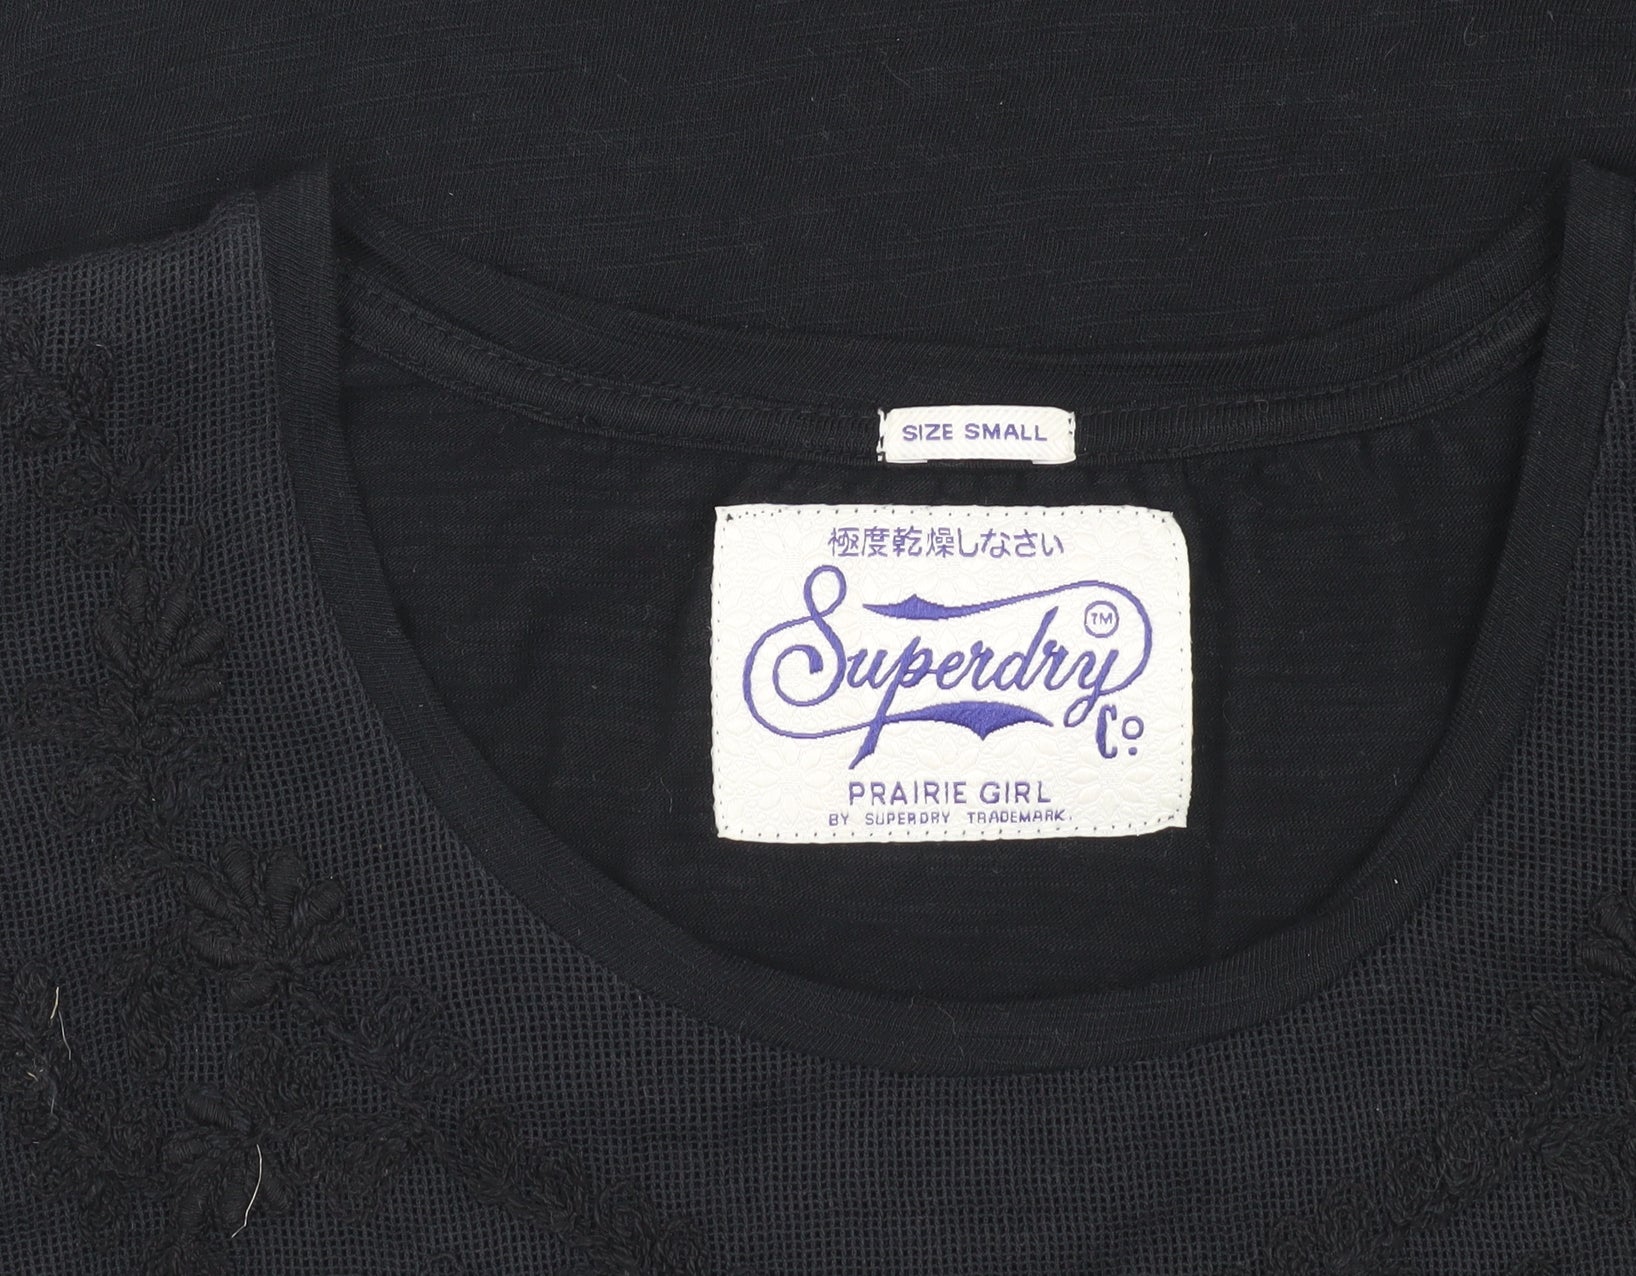 SIZE SMALL
極度乾燥しなさい
Superdry TM
Co.
PRAIRIE GIRL
BY SUPERDRY TRADEMARK.